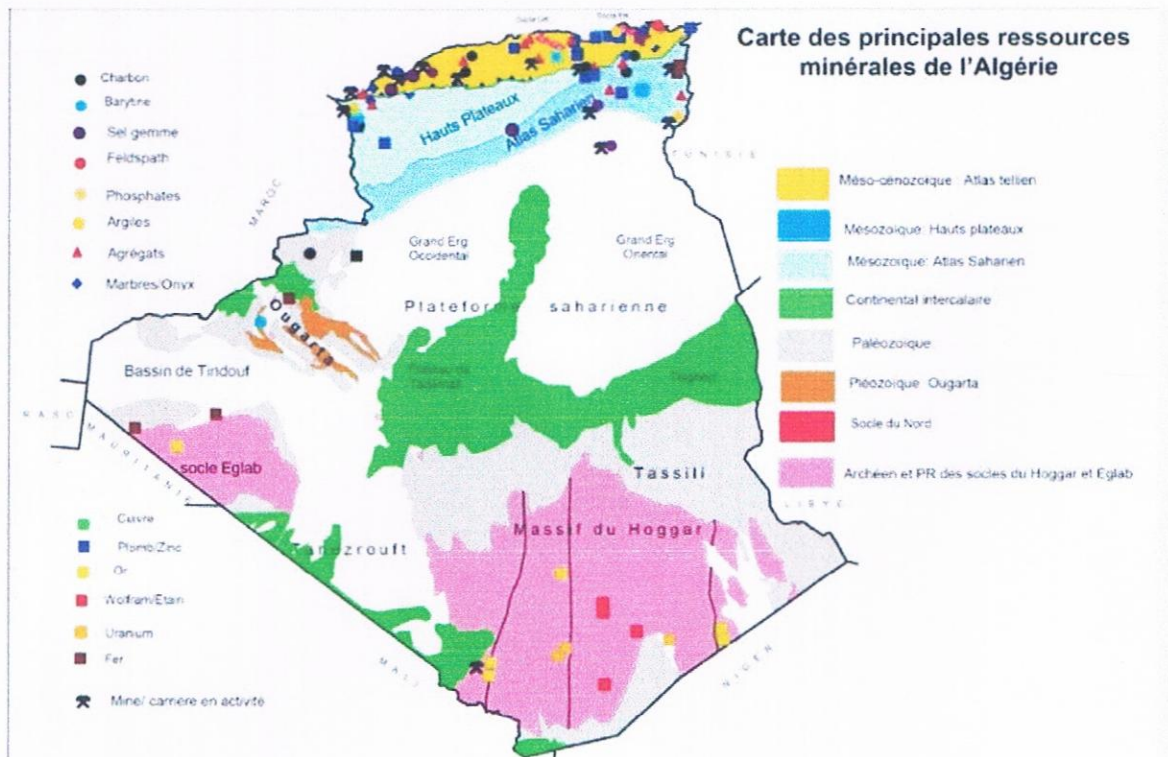 Carte des principales ressources
minérales de l'Algérie
Charbon
Barytine
Sel gemme
Feldspath
Phosphates
Argiles
Agrégats
Marbres/Onyx
Hauts Plateaux
Atlas Saharien
TUNISIE
MAROC
Grand Erg
Occidental
Grand Erg
Oriental
Plateforme saharienne
Ougarta
Bassin de Tindouf
RASD
MAURITANIE
socle Eglab
Tassili
LIBYE
Massif du Hoggar
Tanezrouft
MALI
NIGER
Méso-cénozoïque : Atlas tellien
Mésozoïque: Hauts plateaux
Mésozoïque: Atlas Saharien
Continental intercalaire
Paléozoïque
Pléozoïque: Ougarta
Socle du Nord
Archéen et PR des socles du Hoggar et Eglab
Cuivre
Plomb/Zinc
Or
Wolfram/Etain
Uranium
Fer
Mine/ carrière en activité